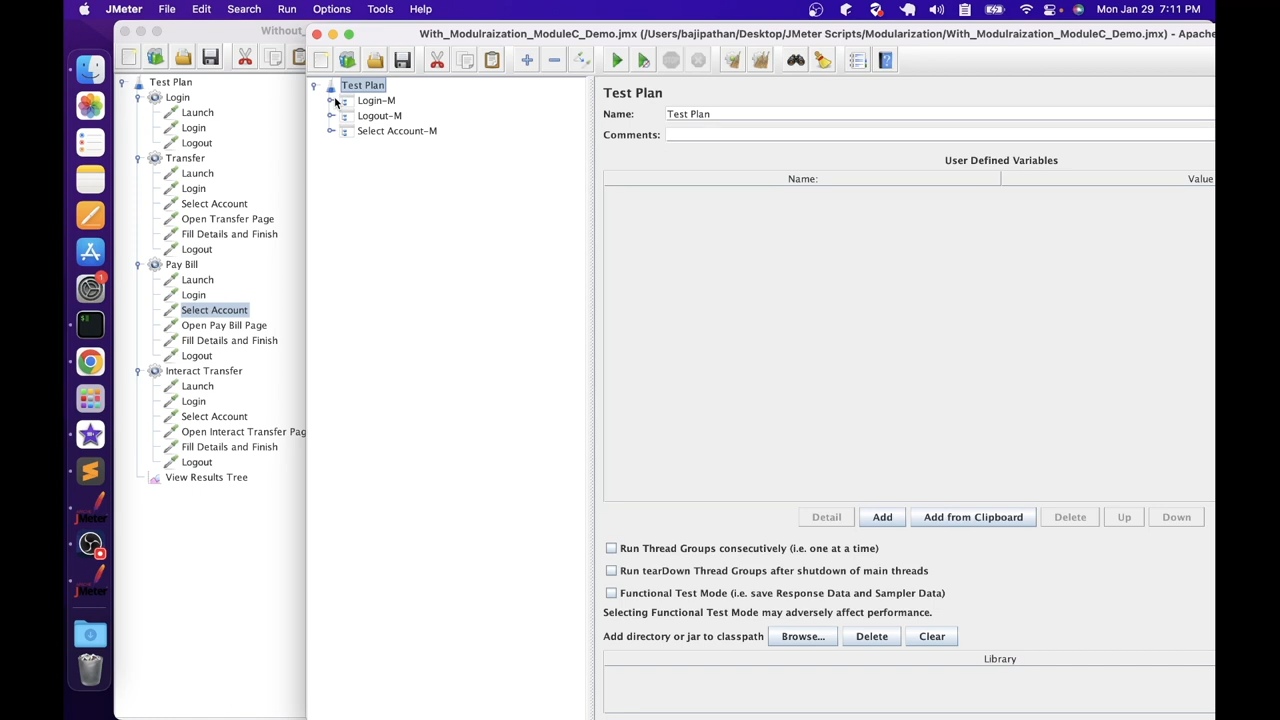 JMeter File Edit Search Run Options Tools Help Mon Jan 29 7:11 PM
Without_
With_Modulraization_ModuleC_Demo.jmx (/Users/bajipathan/Desktop/JMeter Scripts/Modularization/With_Modulraization_ModuleC_Demo.jmx) - Apache
Test Plan
Login
Launch
Login
Logout
Transfer
Launch
Login
Select Account
Open Transfer Page
Fill Details and Finish
Logout
Pay Bill
Launch
Login
Select Account
Open Pay Bill Page
Fill Details and Finish
Logout
Interact Transfer
Launch
Login
Select Account
Open Interact Transfer Pag
Fill Details and Finish
Logout
View Results Tree
Test Plan
Login-M
Logout-M
Select Account-M
Test Plan
Name: Test Plan
Comments:
User Defined Variables
Name: Value
Detail Add Add from Clipboard Delete Up Down
Run Thread Groups consecutively (i.e. one at a time)
Run tearDown Thread Groups after shutdown of main threads
Functional Test Mode (i.e. save Response Data and Sampler Data)
Selecting Functional Test Mode may adversely affect performance.
Add directory or jar to classpath Browse... Delete Clear
Library
1
JMeter
JMeter